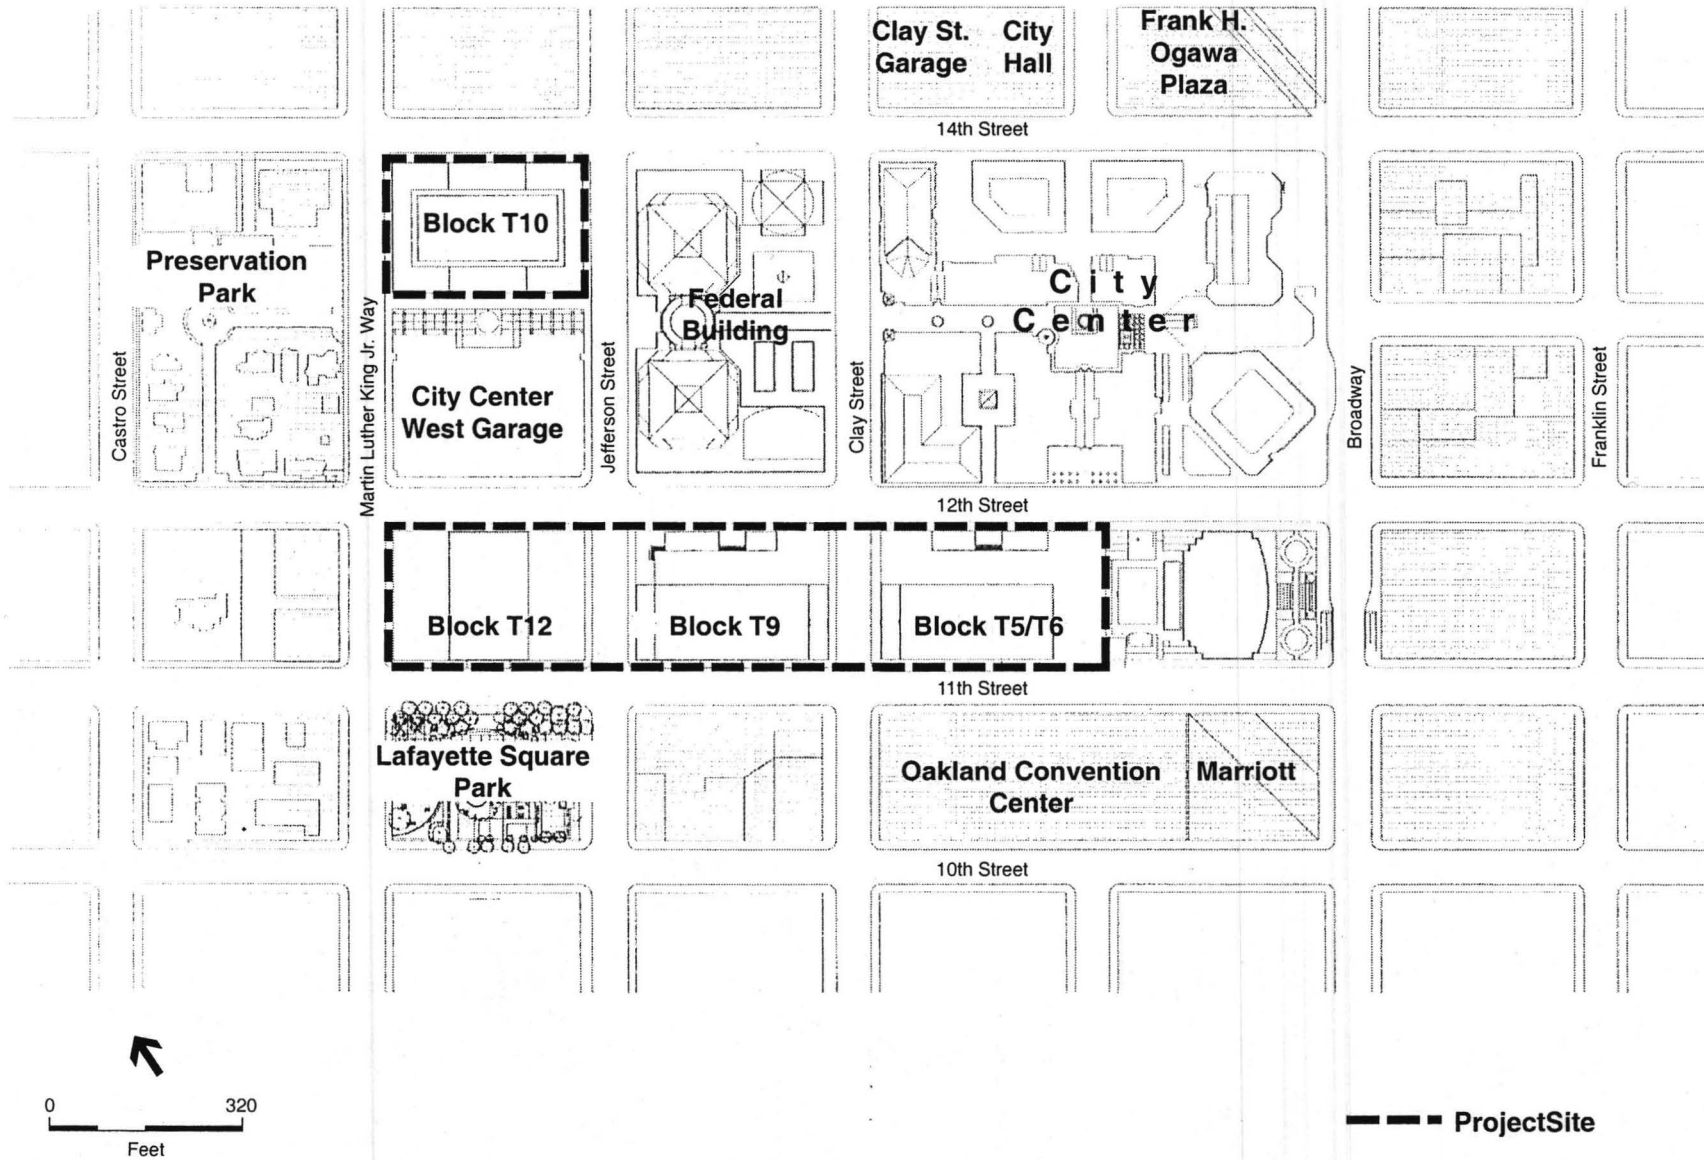 Clay St.
Garage
City
Hall
Frank H.
Ogawa
Plaza
14th Street
Block T10
Preservation
Park
Federal
Building
City
Center
City Center
West Garage
Castro Street
Martin Luther King Jr. Way
Jefferson Street
Clay Street
Broadway
Franklin Street
12th Street
Block T12
Block T9
Block T5/T6
11th Street
Lafayette Square
Park
Oakland Convention
Center
Marriott
10th Street
0
320
Feet
ProjectSite